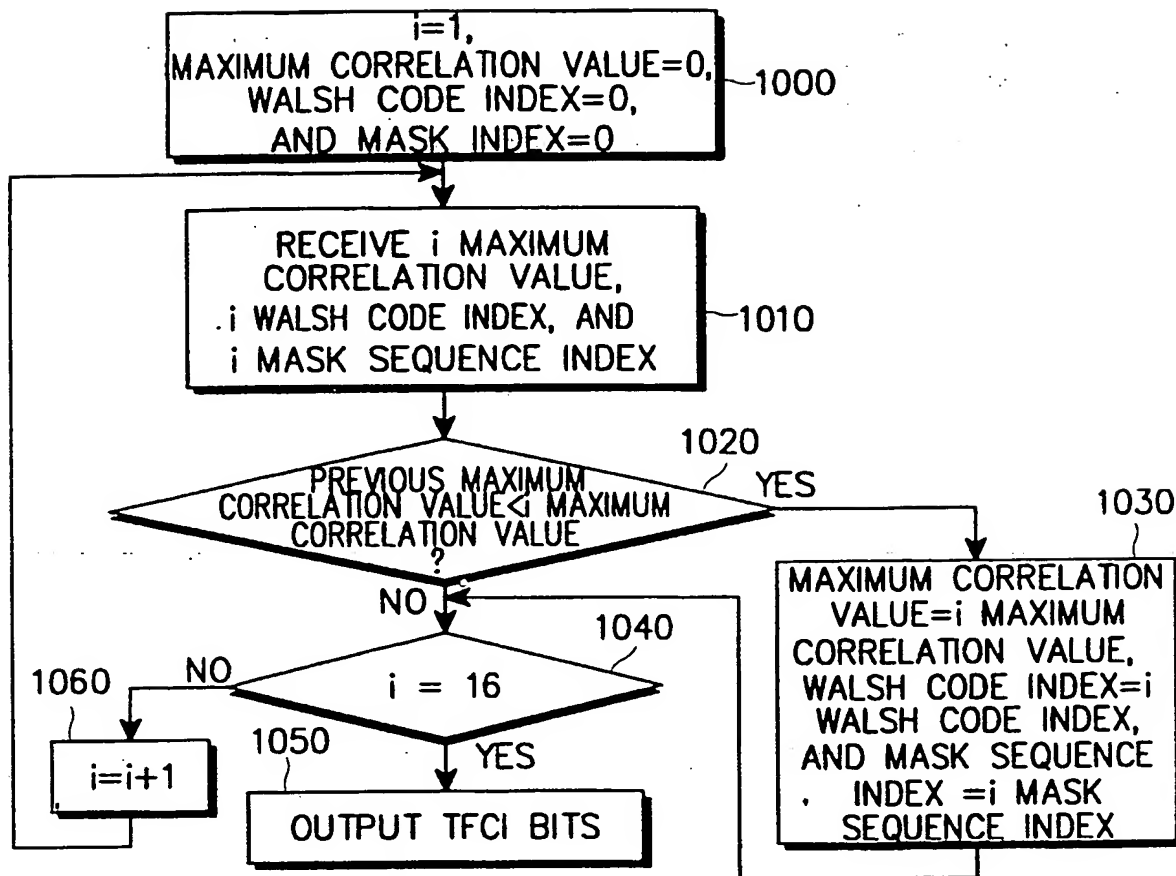 i=1,
MAXIMUM CORRELATION VALUE=0,
WALSH CODE INDEX=0,
AND MASK INDEX=0
1000
RECEIVE i MAXIMUM
CORRELATION VALUE,
i WALSH CODE INDEX, AND
i MASK SEQUENCE INDEX
1010
PREVIOUS MAXIMUM
CORRELATION VALUE<i MAXIMUM
CORRELATION VALUE
?
1020
YES
MAXIMUM CORRELATION
VALUE=i MAXIMUM
CORRELATION VALUE,
WALSH CODE INDEX=i
WALSH CODE INDEX,
AND MASK SEQUENCE
INDEX =i MASK
SEQUENCE INDEX
1030
NO
i = 16
1040
NO
1060
i=i+1
YES
1050
OUTPUT TFCI BITS